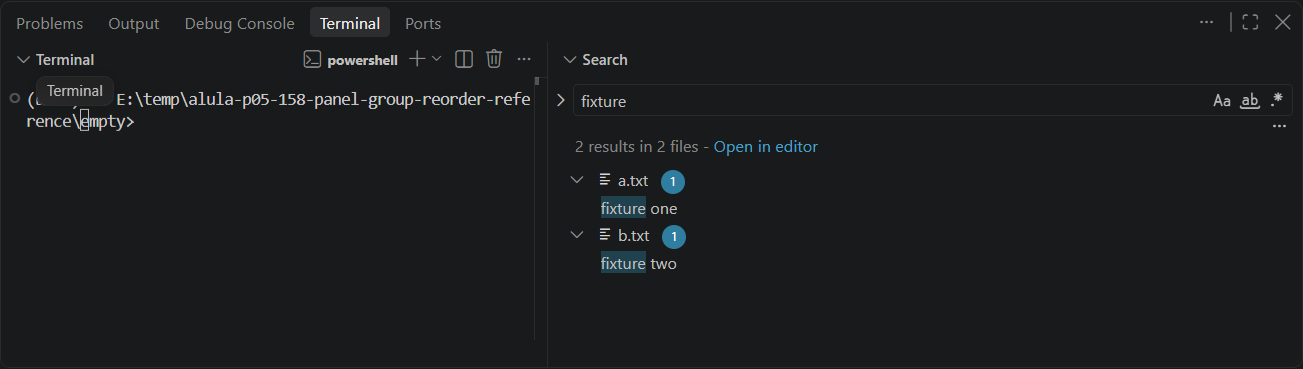 Problems Output Debug Console Terminal Ports
Terminal powershell
Terminal
E:\temp\alula-p05-158-panel-group-reorder-refe
rence\empty>
Search
fixture Aa ab .*
2 results in 2 files - Open in editor
a.txt 1
fixture one
b.txt 1
fixture two